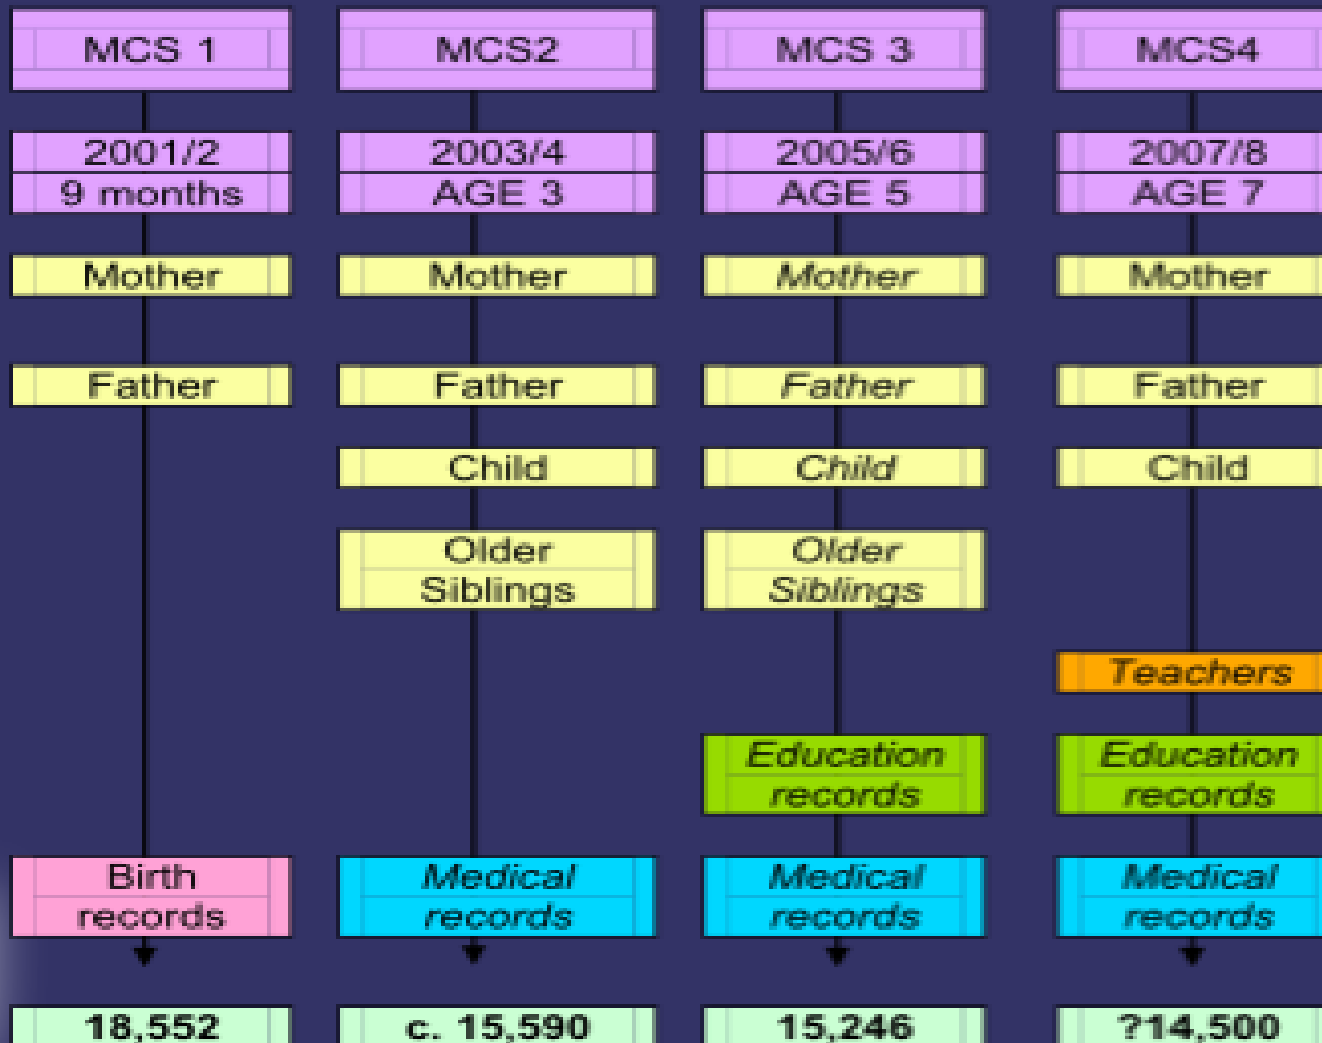 MCS 1
2001/2
9 months
Mother
Father
Birth
records
18,552
MCS2
2003/4
AGE 3
Mother
Father
Child
Older
Siblings
Medical
records
c. 15,590
MCS 3
2005/6
AGE 5
Mother
Father
Child
Older
Siblings
Education
records
Medical
records
15,246
MCS4
2007/8
AGE 7
Mother
Father
Child
Teachers
Education
records
Medical
records
?14,500